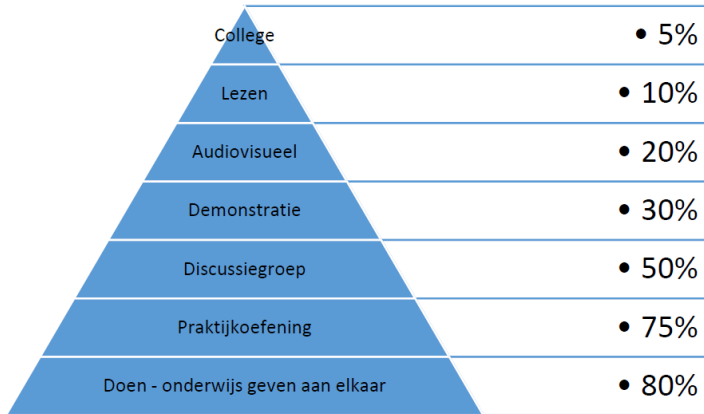 College • 5%
Lezen • 10%
Audiovisueel • 20%
Demonstratie • 30%
Discussiegroep • 50%
Praktijkoefening • 75%
Doen - onderwijs geven aan elkaar • 80%